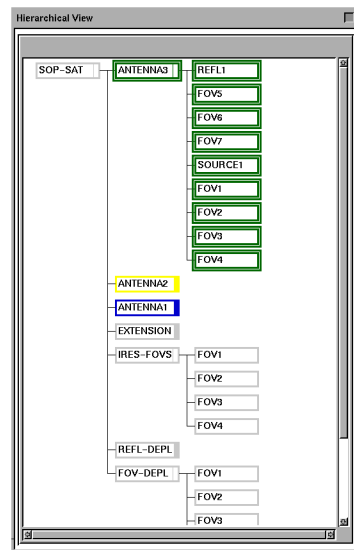 Hierarchical View
SOP-SAT ANTENNA3 REFL1
FOV5
FOV6
FOV7
SOURCE1
FOV1
FOV2
FOV3
FOV4
ANTENNA2
ANTENNA1
EXTENSION
IRES-FOVS FOV1
FOV2
FOV3
FOV4
REFL-DEPL
FOV-DEPL FOV1
FOV2
FOV3